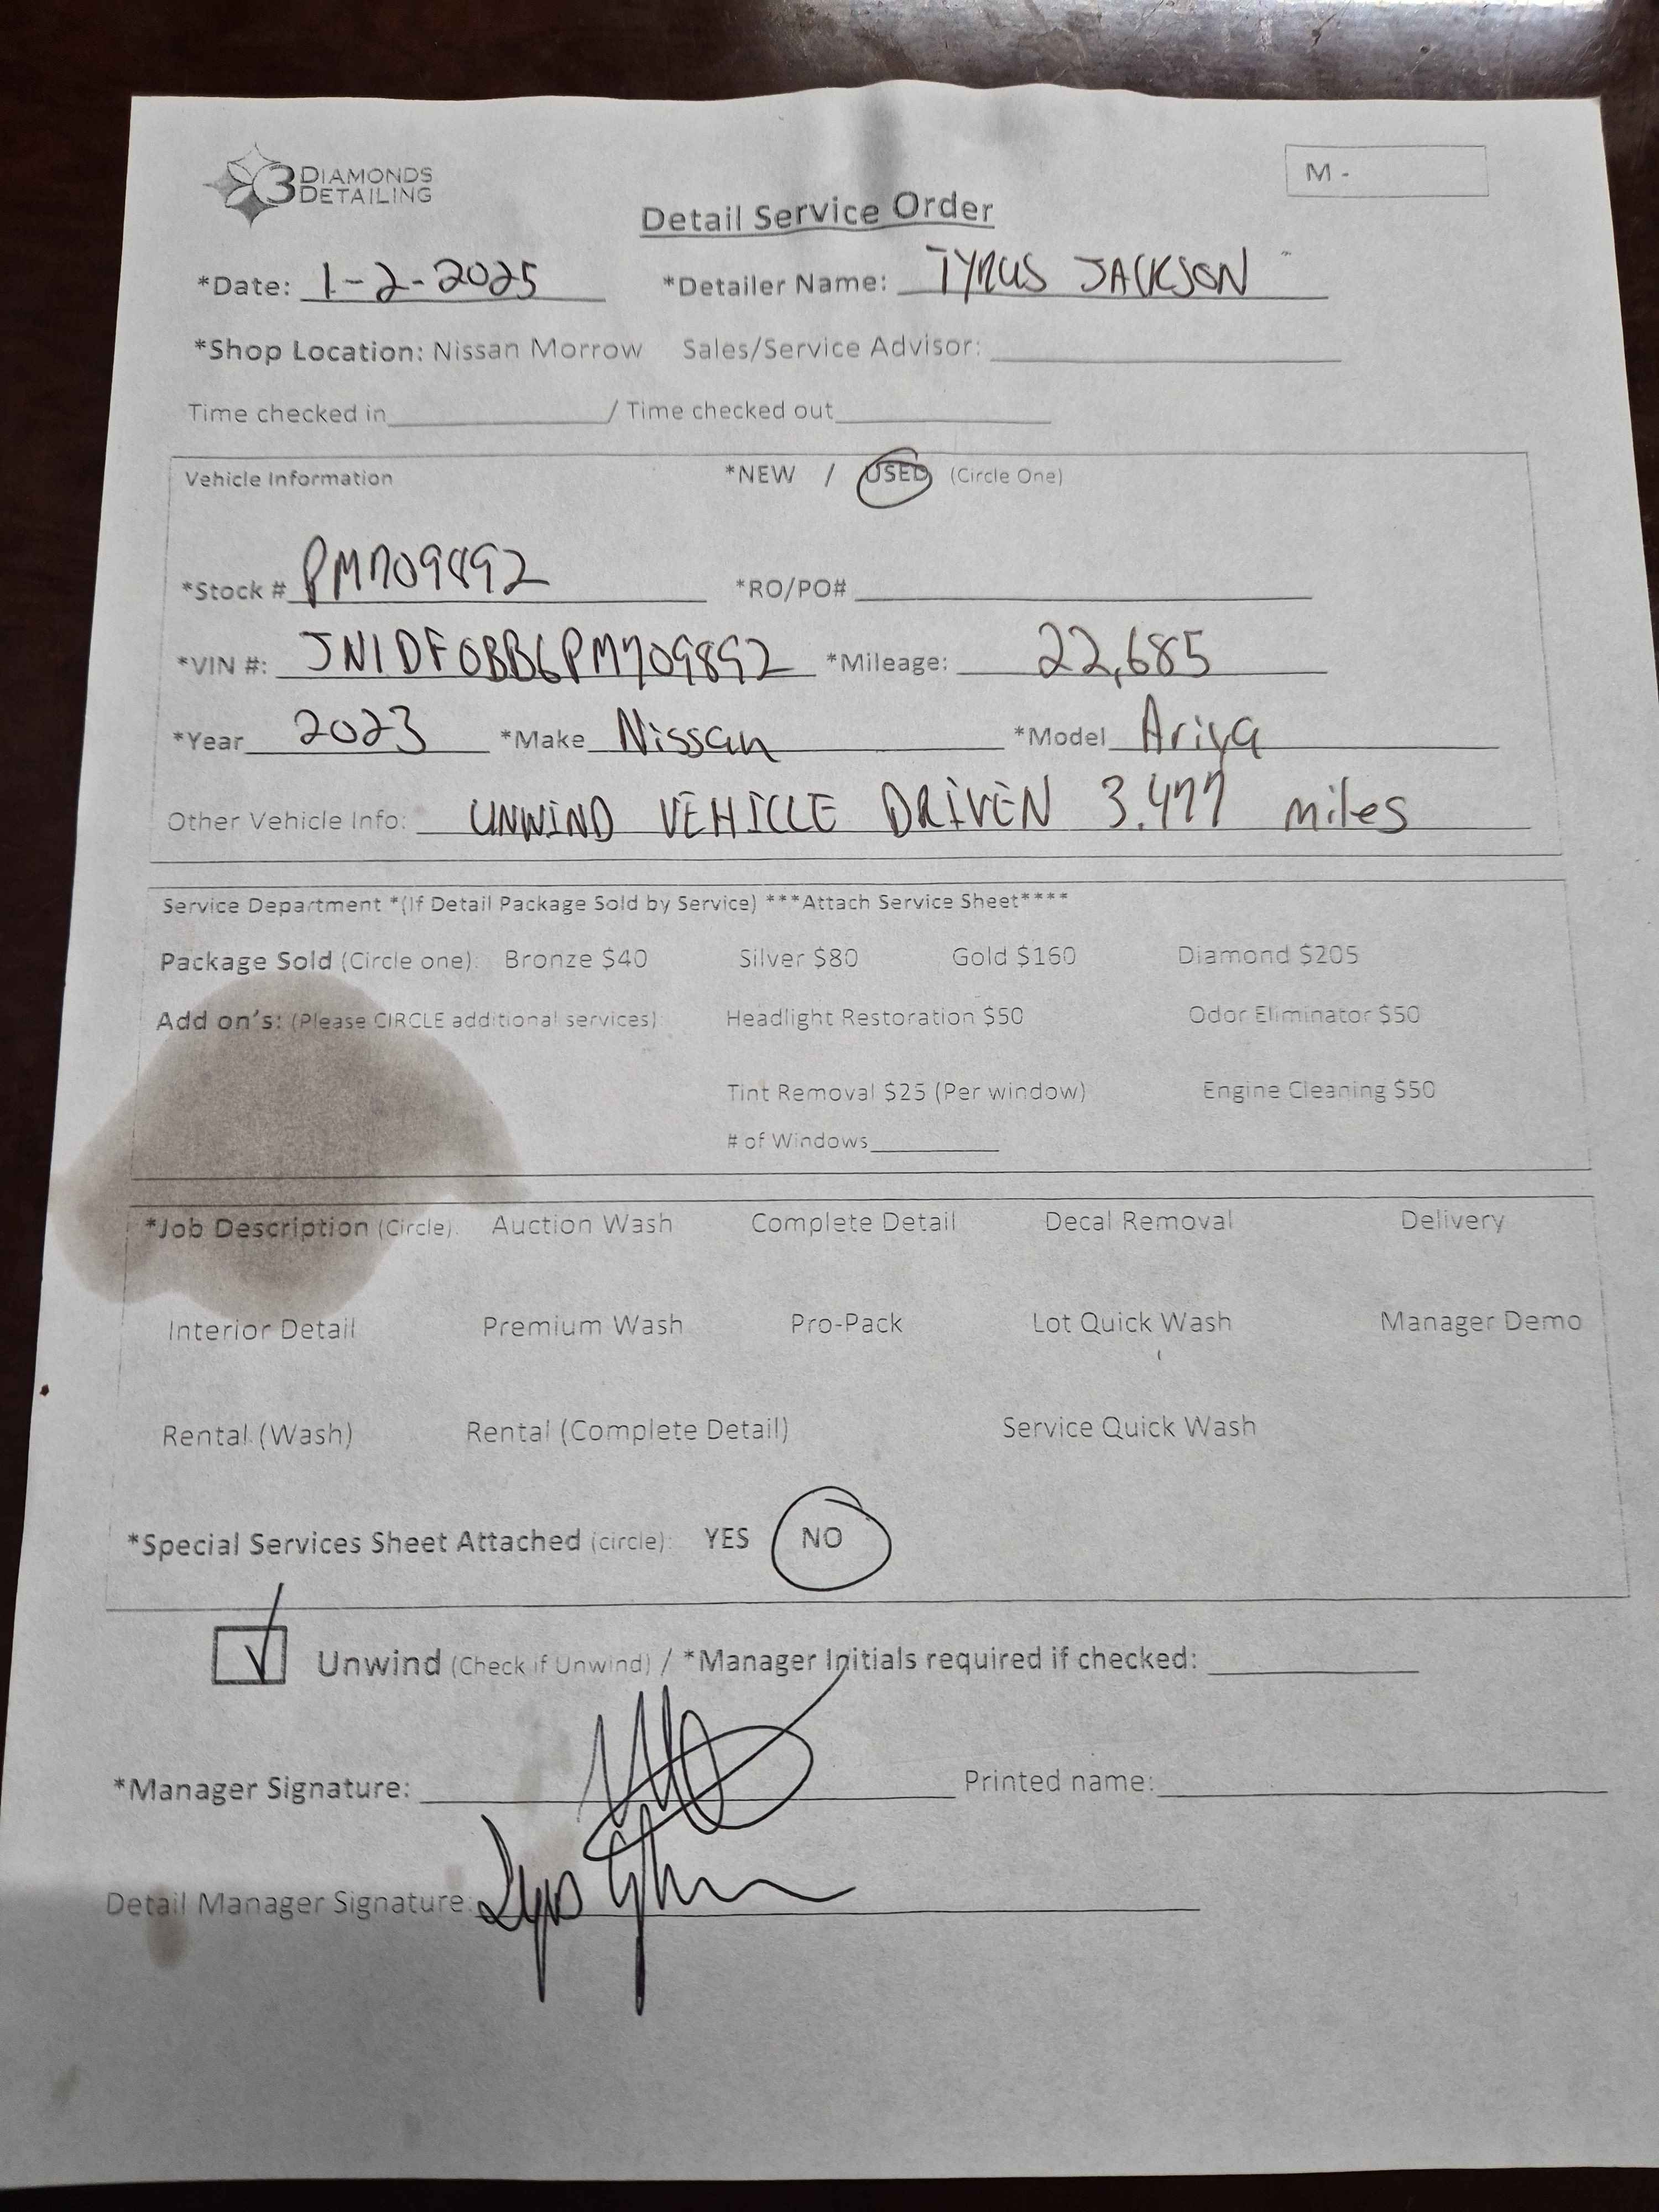 3 DIAMONDS
DETAILING
M -
Detail Service Order
*Date: 1-2-2025 *Detailer Name: TYRUS JACKSON
*Shop Location: Nissan Morrow Sales/Service Advisor:
Time checked in / Time checked out
Vehicle Information *NEW / USED (Circle One)
*Stock # PM709892 *RO/PO#
*VIN #: JN1DF0BB6PM709892 *Mileage: 22,685
*Year 2023 *Make Nissan *Model Ariya
Other Vehicle Info: UNWIND VEHICLE DRIVEN 3.477 miles
Service Department *(If Detail Package Sold by Service) ***Attach Service Sheet****
Package Sold (Circle one): Bronze $40 Silver $80 Gold $160 Diamond $205
Add on's: (Please CIRCLE additional services) Headlight Restoration $50 Odor Eliminator $50
Tint Removal $25 (Per window) Engine Cleaning $50
# of Windows
*Job Description (Circle): Auction Wash Complete Detail Decal Removal Delivery
Interior Detail Premium Wash Pro-Pack Lot Quick Wash Manager Demo
Rental (Wash) Rental (Complete Detail) Service Quick Wash
*Special Services Sheet Attached (circle): YES NO
Unwind (Check if Unwind) / *Manager Initials required if checked:
*Manager Signature: Printed name:
Detail Manager Signature: